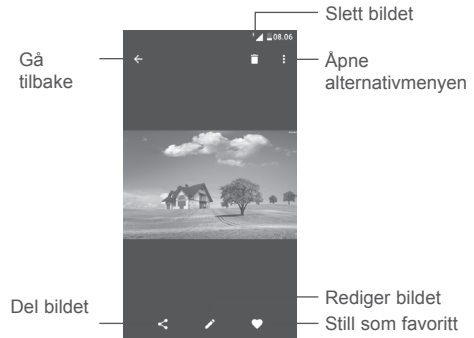 Slett bildet
08.06
Gå
tilbake
Åpne
alternativmenyen
Del bildet
Rediger bildet
Still som favoritt